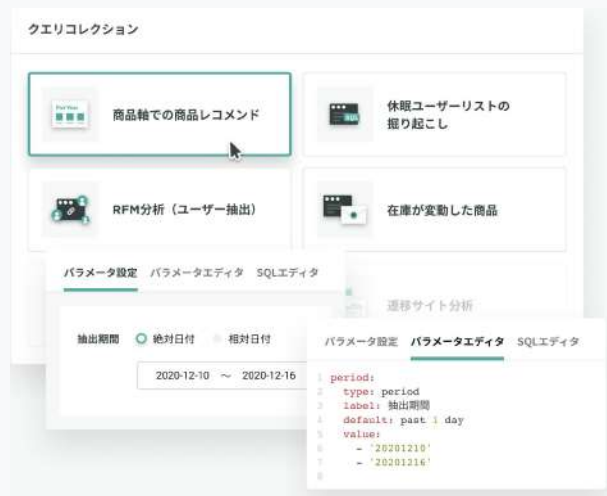 クエリコレクション
商品軸での商品レコメンド
休眠ユーザーリストの
掘り起こし
RFM分析（ユーザー抽出）
在庫が変動した商品
遷移サイト分析
パラメータ設定 パラメータエディタ SQLエディタ
抽出期間 絶対日付 相対日付
2020-12-10 ～ 2020-12-16
パラメータ設定 パラメータエディタ SQLエディタ
1 period:
2 type: period
3 label: 抽出期間
4 default: past 1 day
5 value:
6 - '20201210'
7 - '20201216'
8